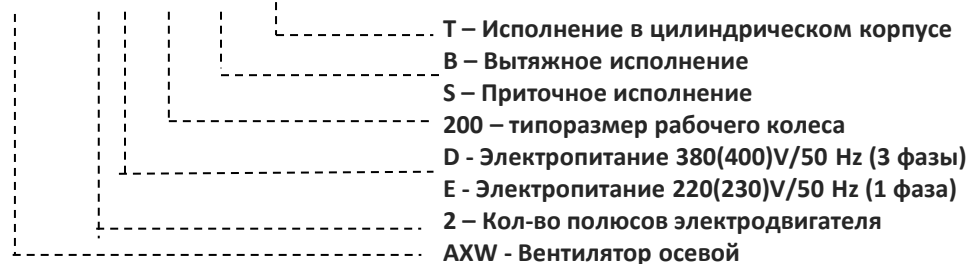 Т – Исполнение в цилиндрическом корпусе
В – Вытяжное исполнение
S – Приточное исполнение
200 – типоразмер рабочего колеса
D - Электропитание 380(400)V/50 Hz (3 фазы)
E - Электропитание 220(230)V/50 Hz (1 фаза)
2 – Кол-во полюсов электродвигателя
AXW - Вентилятор осевой